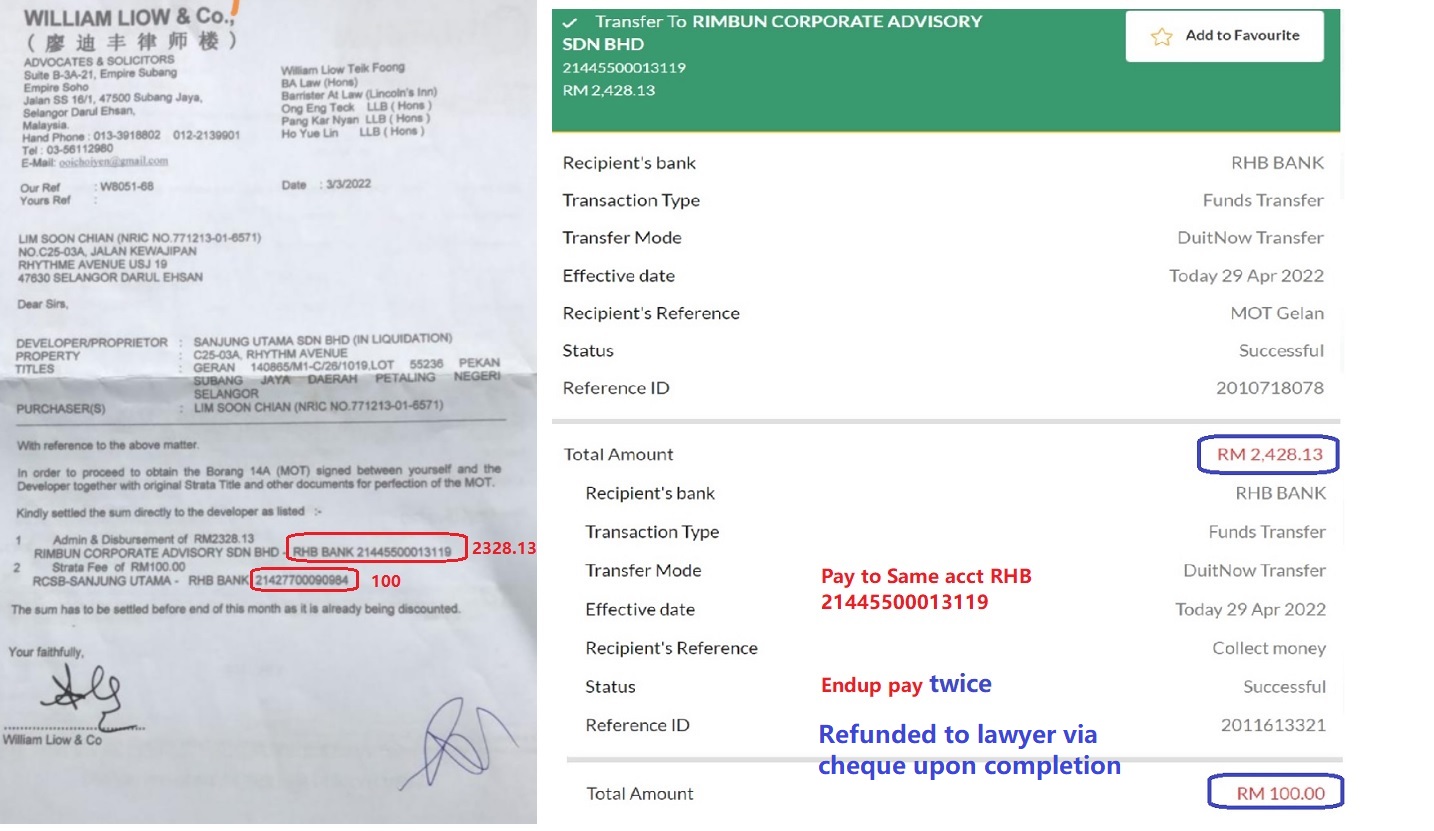 WILLIAM LIOW & Co.,
( 廖 迪 丰 律 师 楼 )
ADVOCATES & SOLICITORS
Suite B-3A-21, Empire Subang
Empire Soho
Jalan SS 16/1, 47500 Subang Jaya,
Selangor Darul Ehsan,
Malaysia.
Hand Phone : 013-3918802 012-2139901
Tel : 03-56112980
E-Mail: ooichoiyen@gmail.com
William Liow Teik Foong
BA Law (Hons)
Barrister At Law (Lincoln's Inn)
Ong Eng Teck LLB ( Hons )
Pang Kar Nyan LLB ( Hons )
Ho Yue Lin LLB ( Hons )
Our Ref : W8051-68
Yours Ref :
Date : 3/3/2022
LIM SOON CHIAN (NRIC NO.771213-01-6571)
NO.C25-03A, JALAN KEWAJIPAN
RHYTHME AVENUE USJ 19
47630 SELANGOR DARUL EHSAN
Dear Sirs,
DEVELOPER/PROPRIETOR : SANJUNG UTAMA SDN BHD (IN LIQUIDATION)
PROPERTY : C25-03A, RHYTHM AVENUE
TITLES : GERAN 140865/M1-C/26/1019,LOT 55236 PEKAN
SUBANG JAYA DAERAH PETALING NEGERI
SELANGOR
PURCHASER(S) : LIM SOON CHIAN (NRIC NO.771213-01-6571)
With reference to the above matter.
In order to proceed to obtain the Borang 14A (MOT) signed between yourself and the
Developer together with original Strata Title and other documents for perfection of the MOT.
Kindly settled the sum directly to the developer as listed :-
1 Admin & Disbursement of RM2328.13
RIMBUN CORPORATE ADVISORY SDN BHD - RHB BANK 21445500013119 2328.13
2 Strata Fee of RM100.00
RCSB-SANJUNG UTAMA - RHB BANK 21427700090984 100
The sum has to be settled before end of this month as it is already being discounted.
Your faithfully,
William Liow & Co
Transfer To RIMBUN CORPORATE ADVISORY
SDN BHD
21445500013119
RM 2,428.13
Add to Favourite
Recipient's bank RHB BANK
Transaction Type Funds Transfer
Transfer Mode DuitNow Transfer
Effective date Today 29 Apr 2022
Recipient's Reference MOT Gelan
Status Successful
Reference ID 2010718078
Total Amount RM 2,428.13
Recipient's bank RHB BANK
Transaction Type Funds Transfer
Transfer Mode DuitNow Transfer
Pay to Same acct RHB
21445500013119
Effective date Today 29 Apr 2022
Recipient's Reference Collect money
Status Successful
Endup pay twice
Reference ID 2011613321
Refunded to lawyer via
cheque upon completion
Total Amount RM 100.00